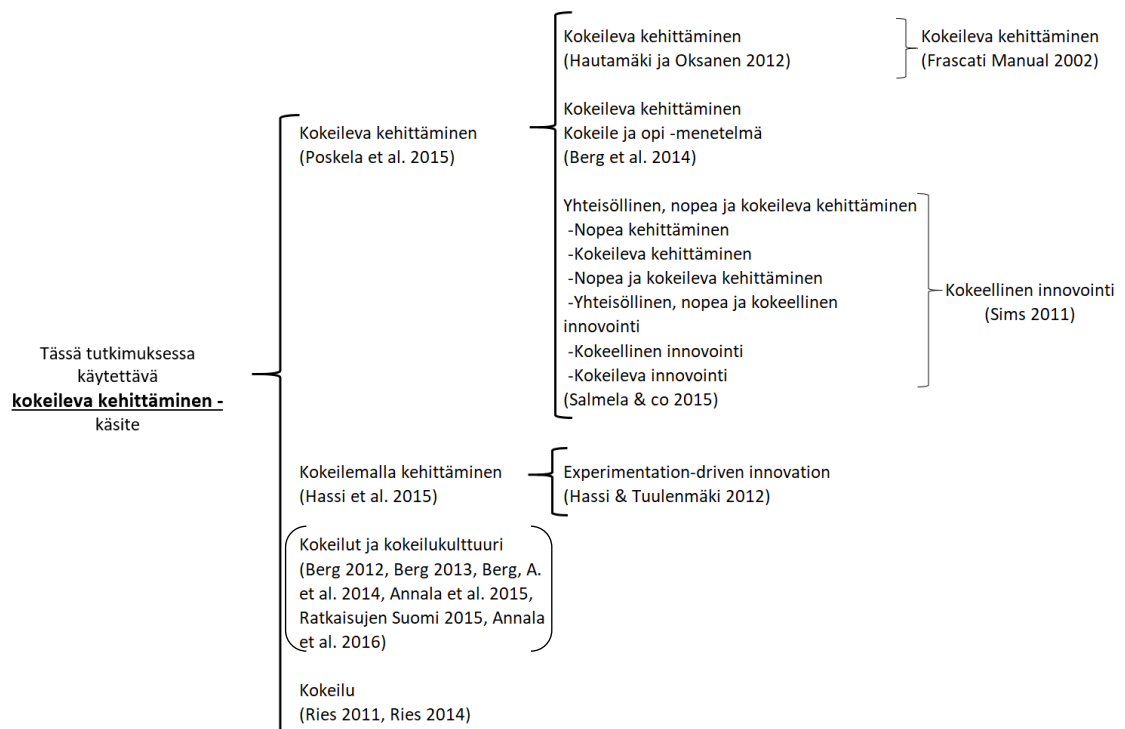 Tässä tutkimuksessa
käytettävä
kokeileva kehittäminen -
käsite
Kokeileva kehittäminen
(Poskela et al. 2015)
Kokeileva kehittäminen
(Hautamäki ja Oksanen 2012)
Kokeileva kehittäminen
(Frascati Manual 2002)
Kokeileva kehittäminen
Kokeile ja opi -menetelmä
(Berg et al. 2014)
Yhteisöllinen, nopea ja kokeileva kehittäminen
-Nopea kehittäminen
-Kokeileva kehittäminen
-Nopea ja kokeileva kehittäminen
-Yhteisöllinen, nopea ja kokeellinen
innovointi
-Kokeellinen innovointi
-Kokeileva innovointi
(Salmela & co 2015)
Kokeellinen innovointi
(Sims 2011)
Kokeilemalla kehittäminen
(Hassi et al. 2015)
Experimentation-driven innovation
(Hassi & Tuulenmäki 2012)
Kokeilut ja kokeilukulttuuri
(Berg 2012, Berg 2013, Berg, A.
et al. 2014, Annala et al. 2015,
Ratkaisujen Suomi 2015, Annala
et al. 2016)
Kokeilu
(Ries 2011, Ries 2014)